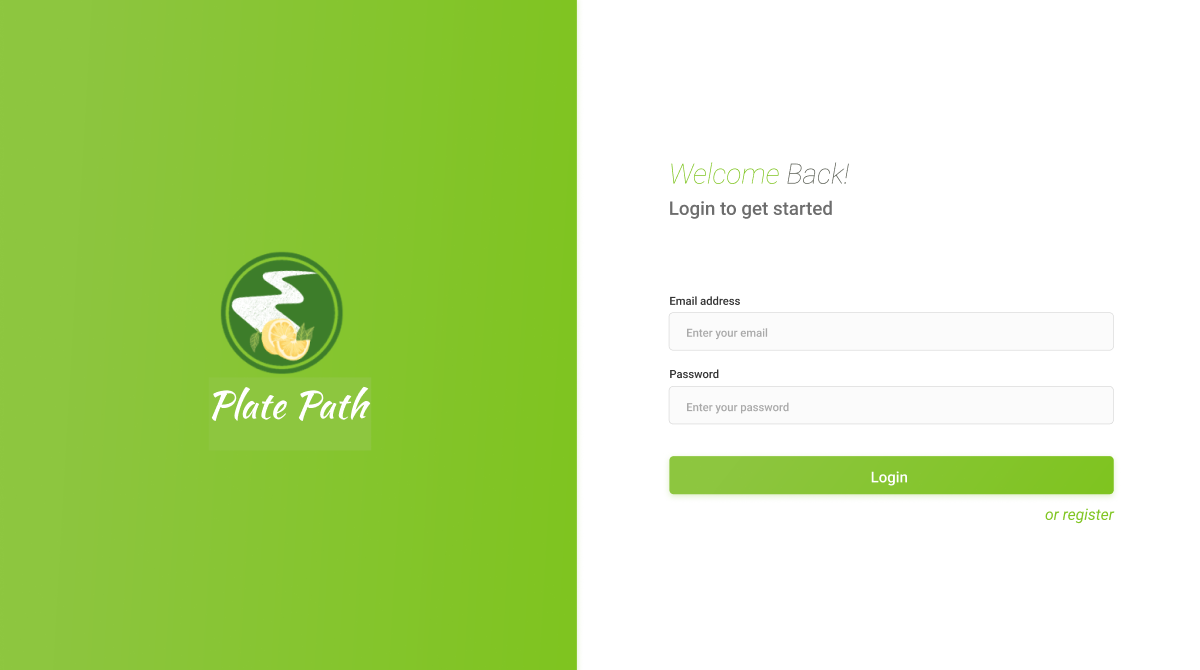 Plate Path
Welcome Back!
Login to get started
Email address
Enter your email
Password
Enter your password
Login
or register